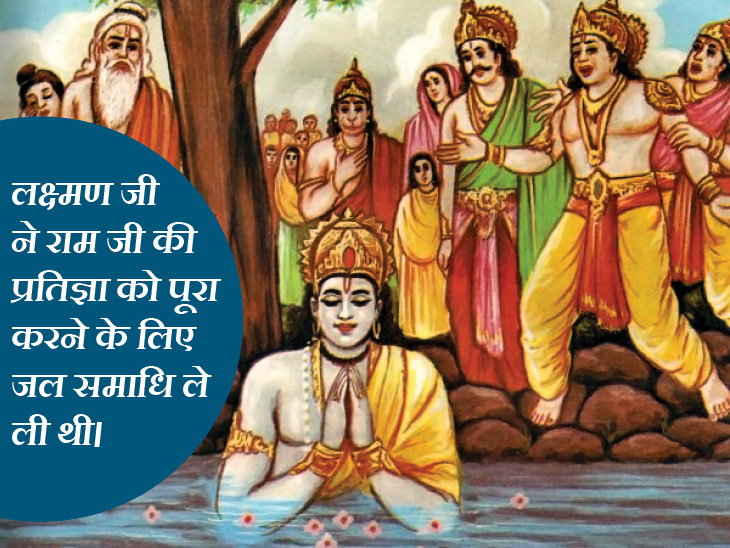 लक्ष्मण जी
ने राम जी की
प्रतिज्ञा को पूरा
करने के लिए
जल समाधि ले
ली थी।